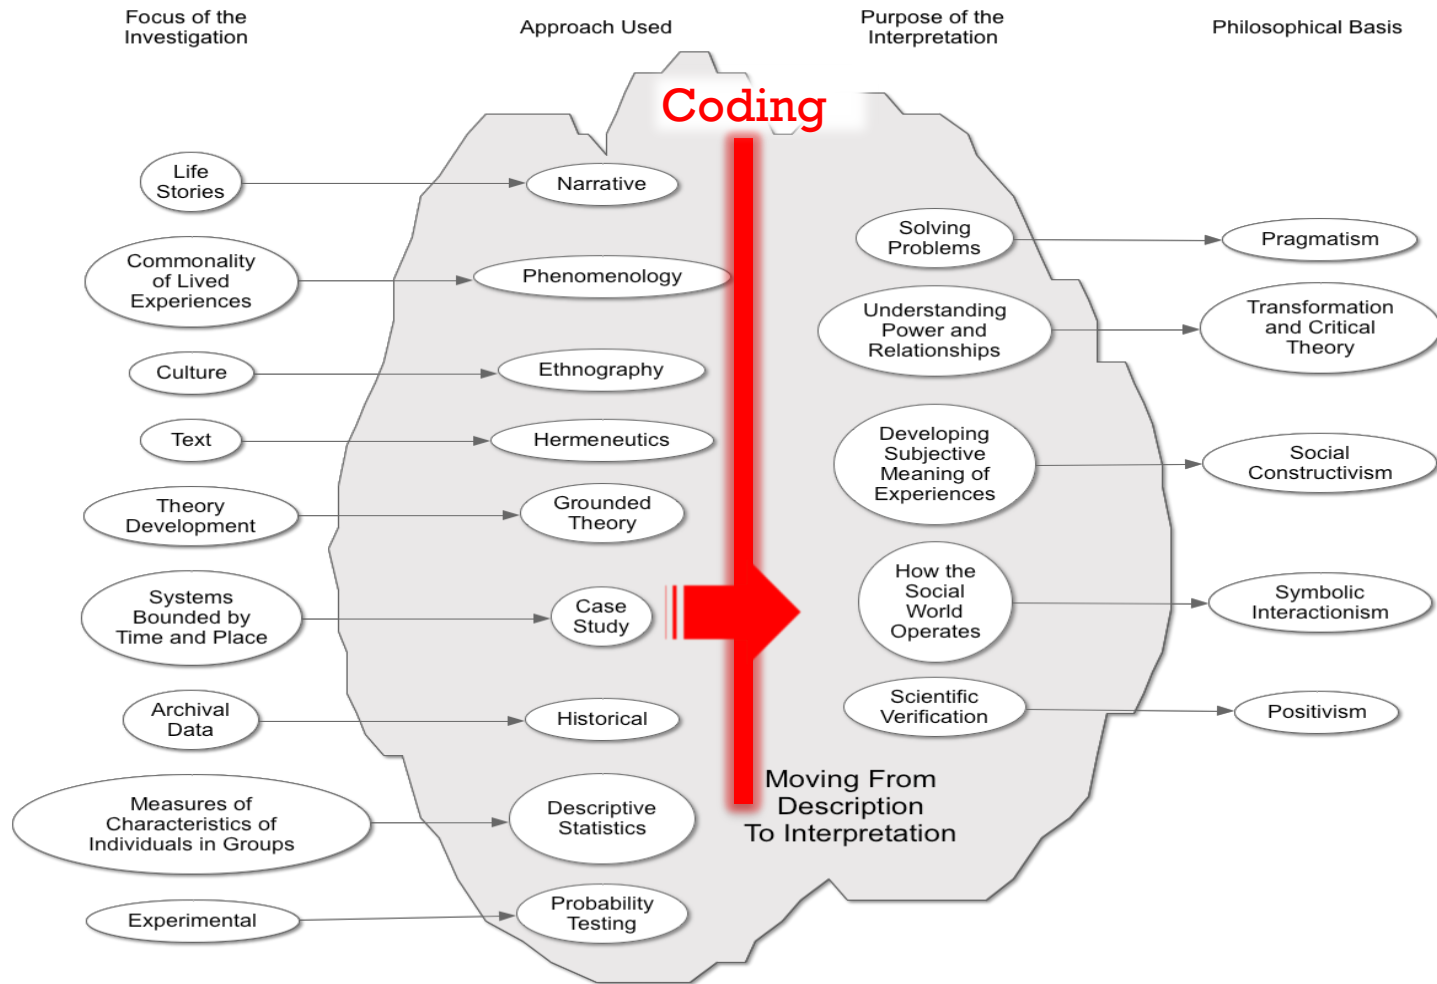 Focus of the
Investigation
Approach Used
Purpose of the
Interpretation
Philosophical Basis
Coding
Life
Stories
Narrative
Commonality
of Lived
Experiences
Phenomenology
Culture
Ethnography
Text
Hermeneutics
Theory
Development
Grounded
Theory
Systems
Bounded by
Time and Place
Case
Study
Archival
Data
Historical
Measures of
Characteristics of
Individuals in Groups
Descriptive
Statistics
Experimental
Probability
Testing
Solving
Problems
Pragmatism
Understanding
Power and
Relationships
Transformation
and Critical
Theory
Developing
Subjective
Meaning of
Experiences
Social
Constructivism
How the
Social
World
Operates
Symbolic
Interactionism
Scientific
Verification
Positivism
Moving From
Description
To Interpretation